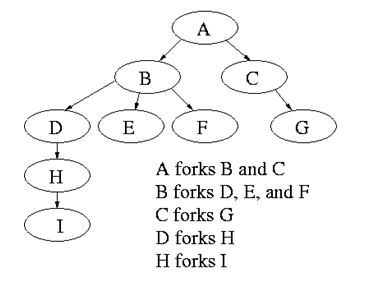 A
B
C
D
E
F
G
H
I
A forks B and C
B forks D, E, and F
C forks G
D forks H
H forks I